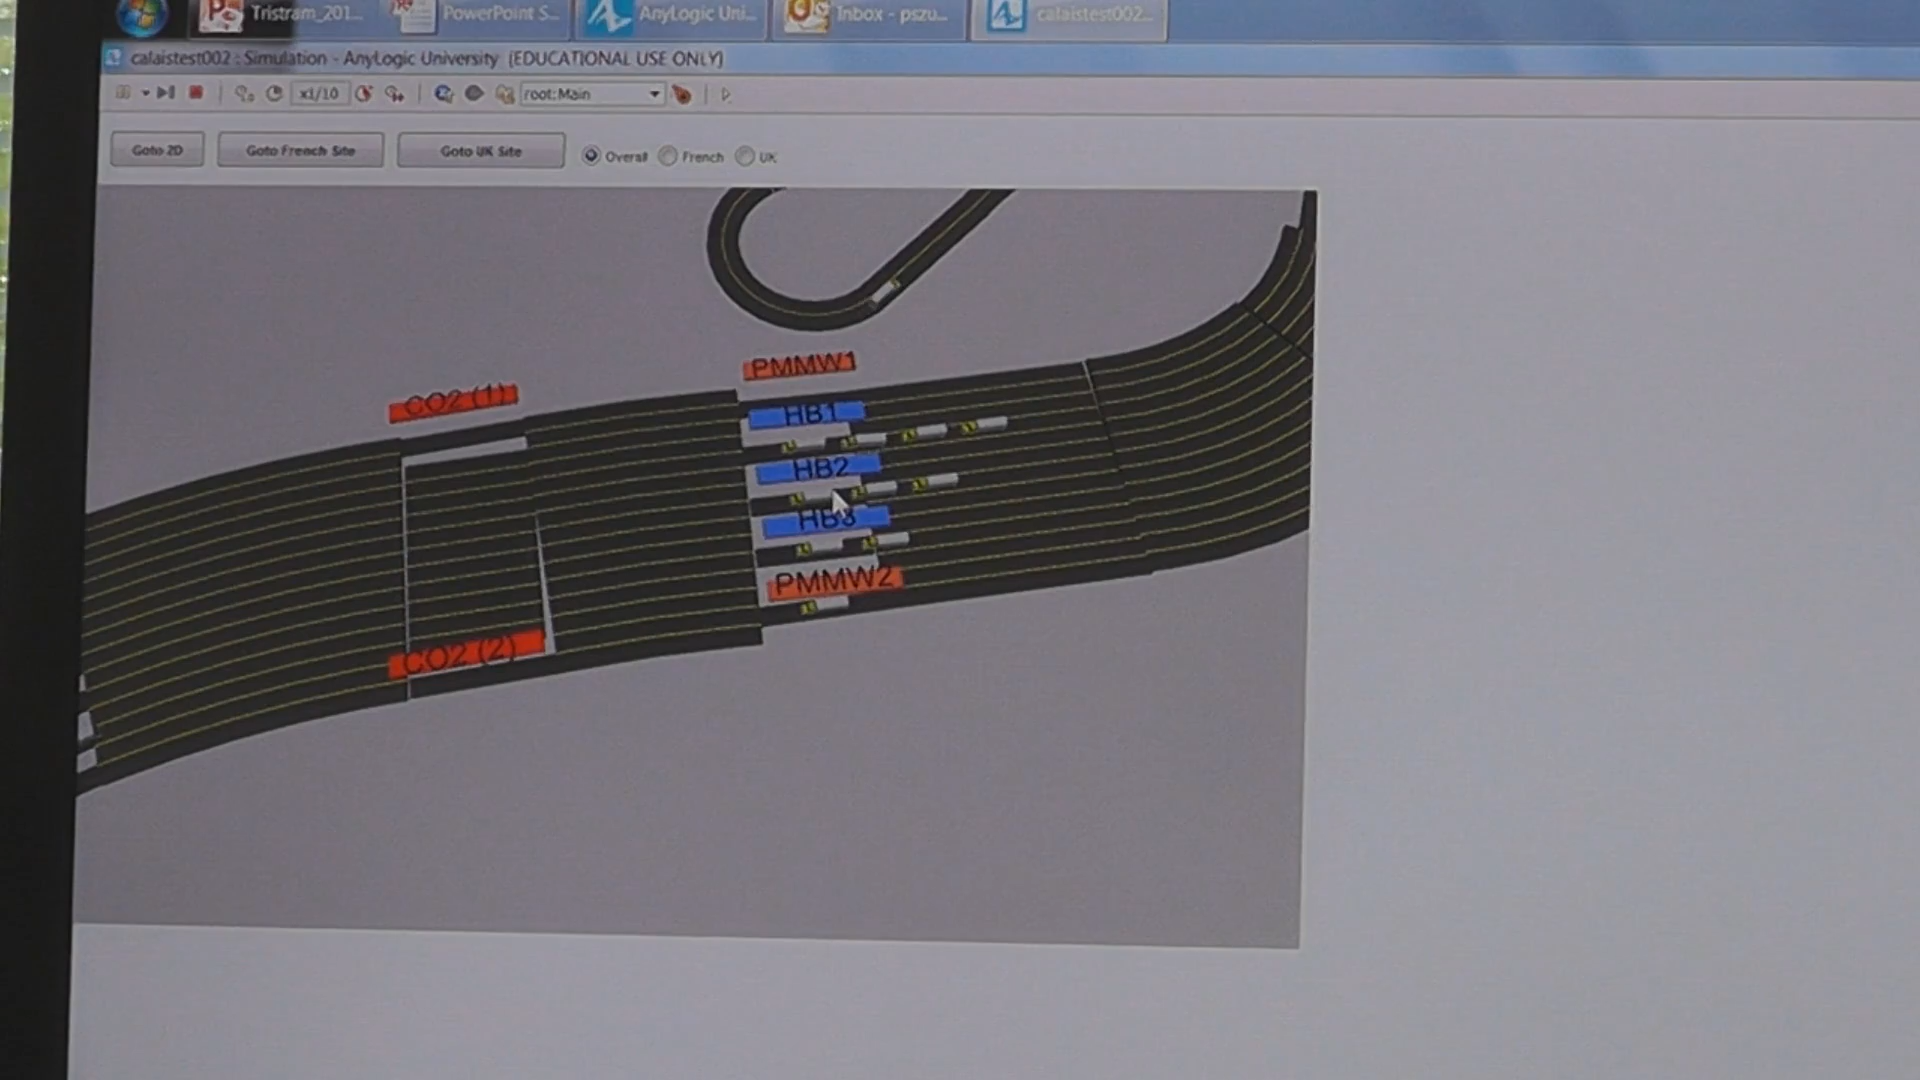 Tristram_201...
PowerPoint S...
AnyLogic Uni...
Inbox - pszu...
calaistest002...
calaistest002 : Simulation - AnyLogic University (EDUCATIONAL USE ONLY)
x1/10
root:Main
Goto 2D
Goto French Site
Goto UK Site
Overall
French
UK
PMMW1
CO2 (1)
HB1
HB2
HB3
PMMW2
CO2 (2)